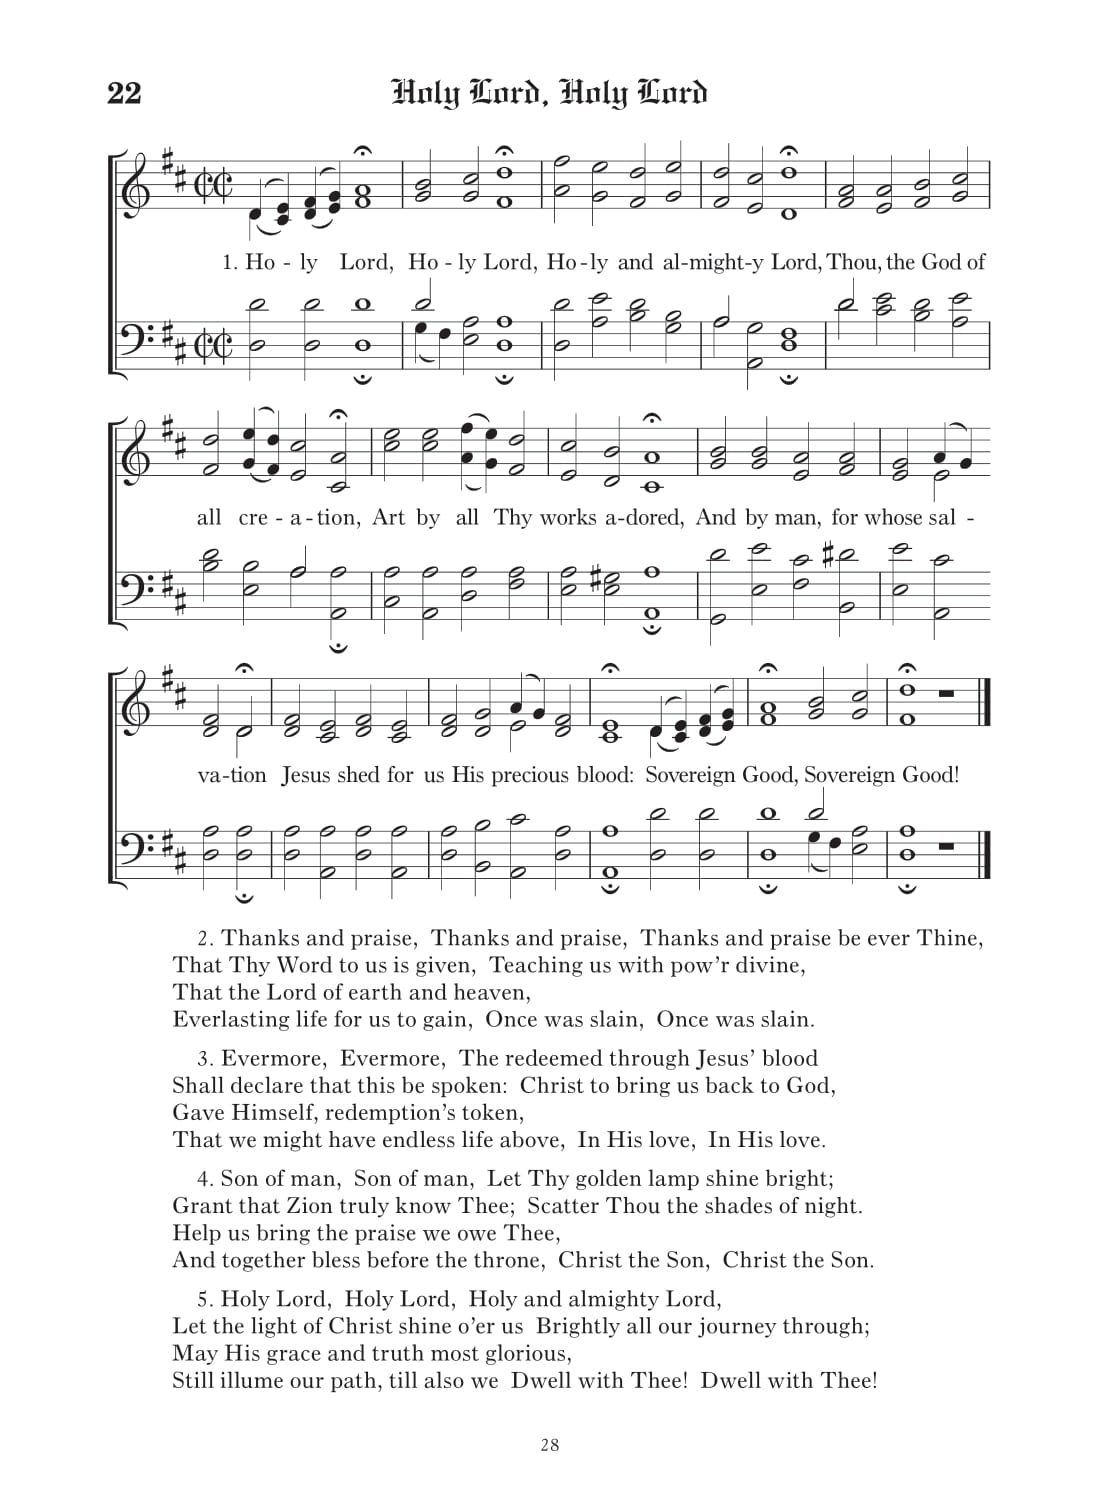 22 Holy Lord, Holy Lord
1. Ho - ly Lord, Ho - ly Lord, Ho - ly and al-might-y Lord, Thou, the God of
all cre - a - tion, Art by all Thy works a-dored, And by man, for whose sal -
va-tion Jesus shed for us His precious blood: Sovereign Good, Sovereign Good!
2. Thanks and praise, Thanks and praise, Thanks and praise be ever Thine,
That Thy Word to us is given, Teaching us with pow’r divine,
That the Lord of earth and heaven,
Everlasting life for us to gain, Once was slain, Once was slain.
3. Evermore, Evermore, The redeemed through Jesus’ blood
Shall declare that this be spoken: Christ to bring us back to God,
Gave Himself, redemption’s token,
That we might have endless life above, In His love, In His love.
4. Son of man, Son of man, Let Thy golden lamp shine bright;
Grant that Zion truly know Thee; Scatter Thou the shades of night.
Help us bring the praise we owe Thee,
And together bless before the throne, Christ the Son, Christ the Son.
5. Holy Lord, Holy Lord, Holy and almighty Lord,
Let the light of Christ shine o’er us Brightly all our journey through;
May His grace and truth most glorious,
Still illume our path, till also we Dwell with Thee! Dwell with Thee!
28